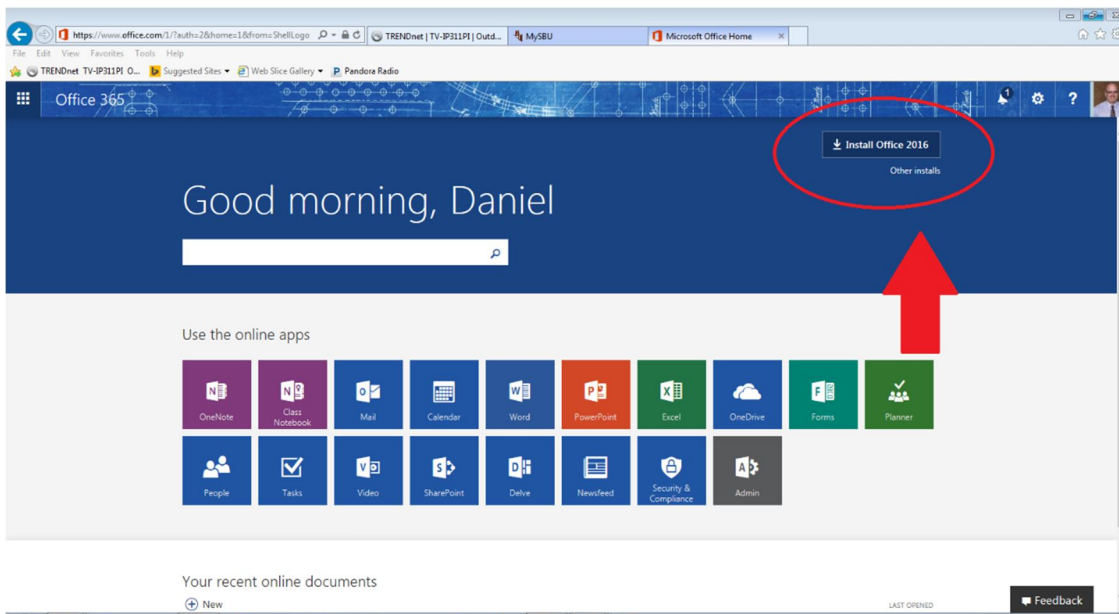 https://www.office.com/1/?auth=2&home=1&from=ShellLogo
TRENDnet | TV-IP311PI | Outd...
MySBU
Microsoft Office Home
File Edit View Favorites Tools Help
TRENDnet TV-IP311PI O...
Suggested Sites
Web Slice Gallery
Pandora Radio
Office 365
1
?
Install Office 2016
Other installs
Good morning, Daniel
Use the online apps
OneNote
Class
Notebook
Mail
Calendar
Word
PowerPoint
Excel
OneDrive
Forms
Planner
People
Tasks
Video
SharePoint
Delve
Newsfeed
Security &
Compliance
Admin
Your recent online documents
New
LAST OPENED
Feedback